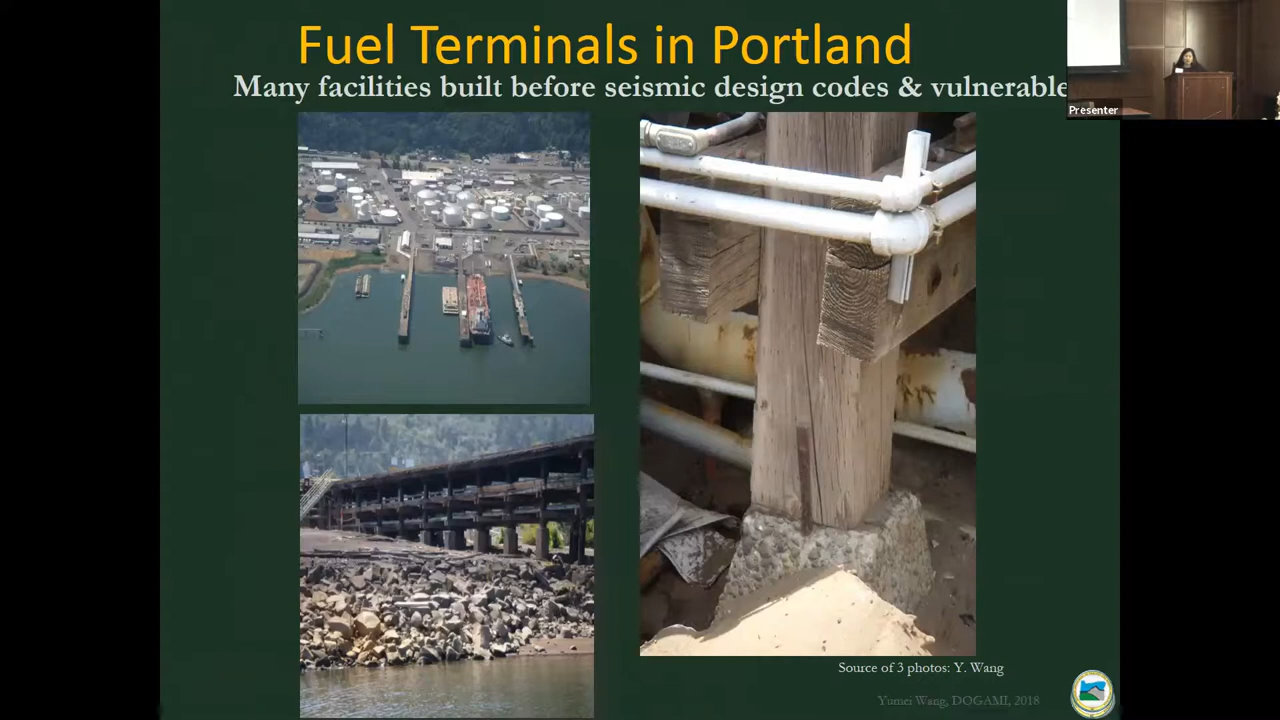 Fuel Terminals in Portland
Many facilities built before seismic design codes & vulnerable
Presenter
Source of 3 photos: Y. Wang
Yumei Wang, DOGAMI, 2018